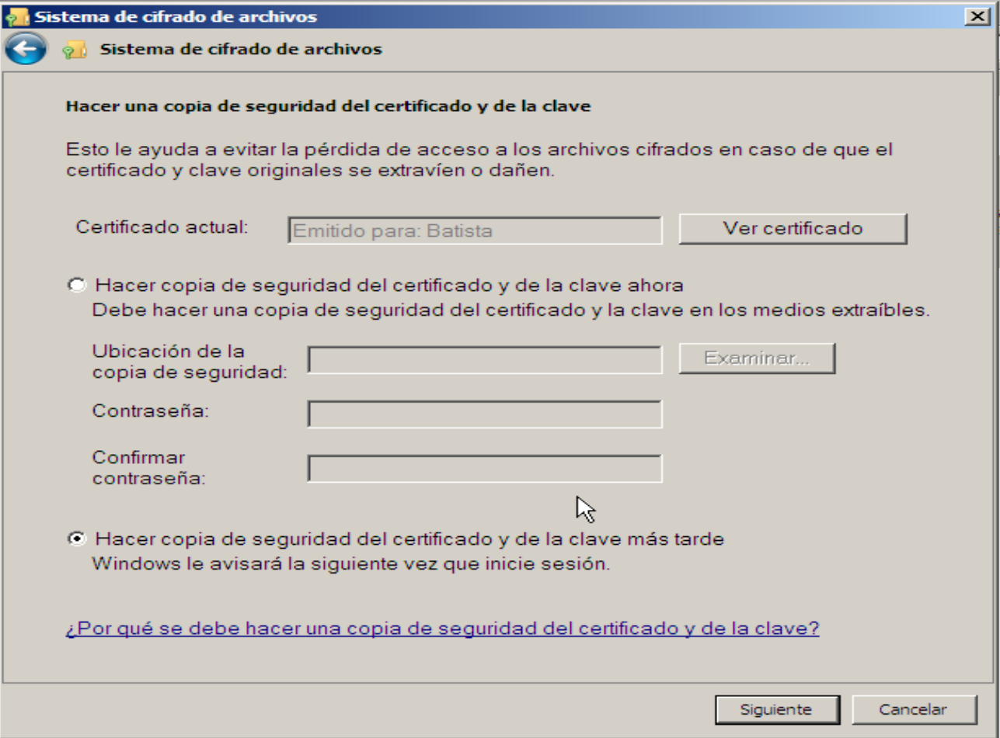 Sistema de cifrado de archivos
Sistema de cifrado de archivos
Hacer una copia de seguridad del certificado y de la clave
Esto le ayuda a evitar la pérdida de acceso a los archivos cifrados en caso de que el
certificado y clave originales se extravíen o dañen.
Certificado actual: Emitido para: Batista Ver certificado
Hacer copia de seguridad del certificado y de la clave ahora
Debe hacer una copia de seguridad del certificado y la clave en los medios extraíbles.
Ubicación de la
copia de seguridad: Examinar...
Contraseña:
Confirmar
contraseña:
Hacer copia de seguridad del certificado y de la clave más tarde
Windows le avisará la siguiente vez que inicie sesión.
¿Por qué se debe hacer una copia de seguridad del certificado y de la clave?
Siguiente Cancelar